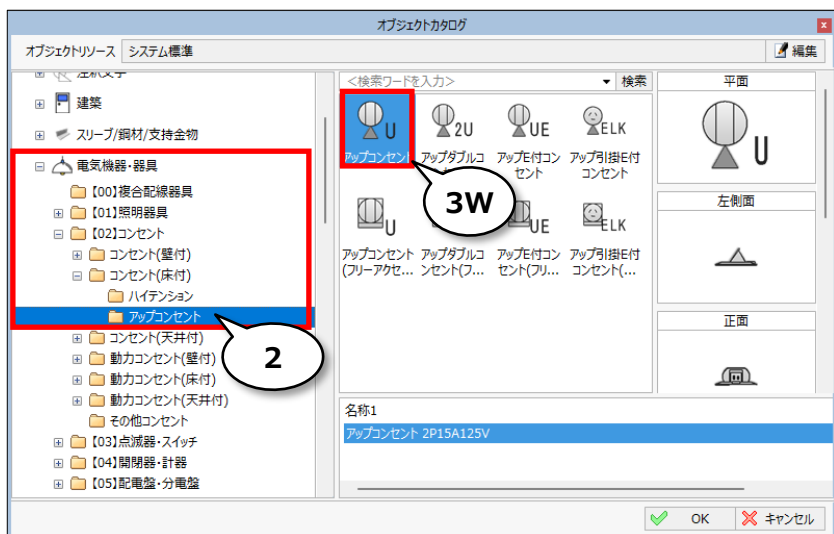 オブジェクトカタログ
オブジェクトリソース システム標準
編集
注釈文字
建築
スリーブ/鋼材/支持金物
電気機器・器具
【00】複合配線器具
【01】照明器具
【02】コンセント
コンセント(壁付)
コンセント(床付)
ハイテンション
アップコンセント
コンセント(天井付)
動力コンセント(壁付)
動力コンセント(床付)
動力コンセント(天井付)
その他コンセント
【03】点滅器・スイッチ
【04】開閉器・計器
【05】配電盤・分電盤
2
<検索ワードを入力>
検索
U
2U
UE
ELK
アップコンセント
アップダブルコ
アップE付コン
セント
アップ引掛E付
コンセント
3W
U
UE
ELK
アップコンセント
(フリーアクセ...
アップダブルコ
ンセント(フ...
アップE付コン
セント(フリ...
アップ引掛E付
コンセント(...
名称1
アップコンセント 2P15A125V
平面
U
左側面
正面
OK
キャンセル